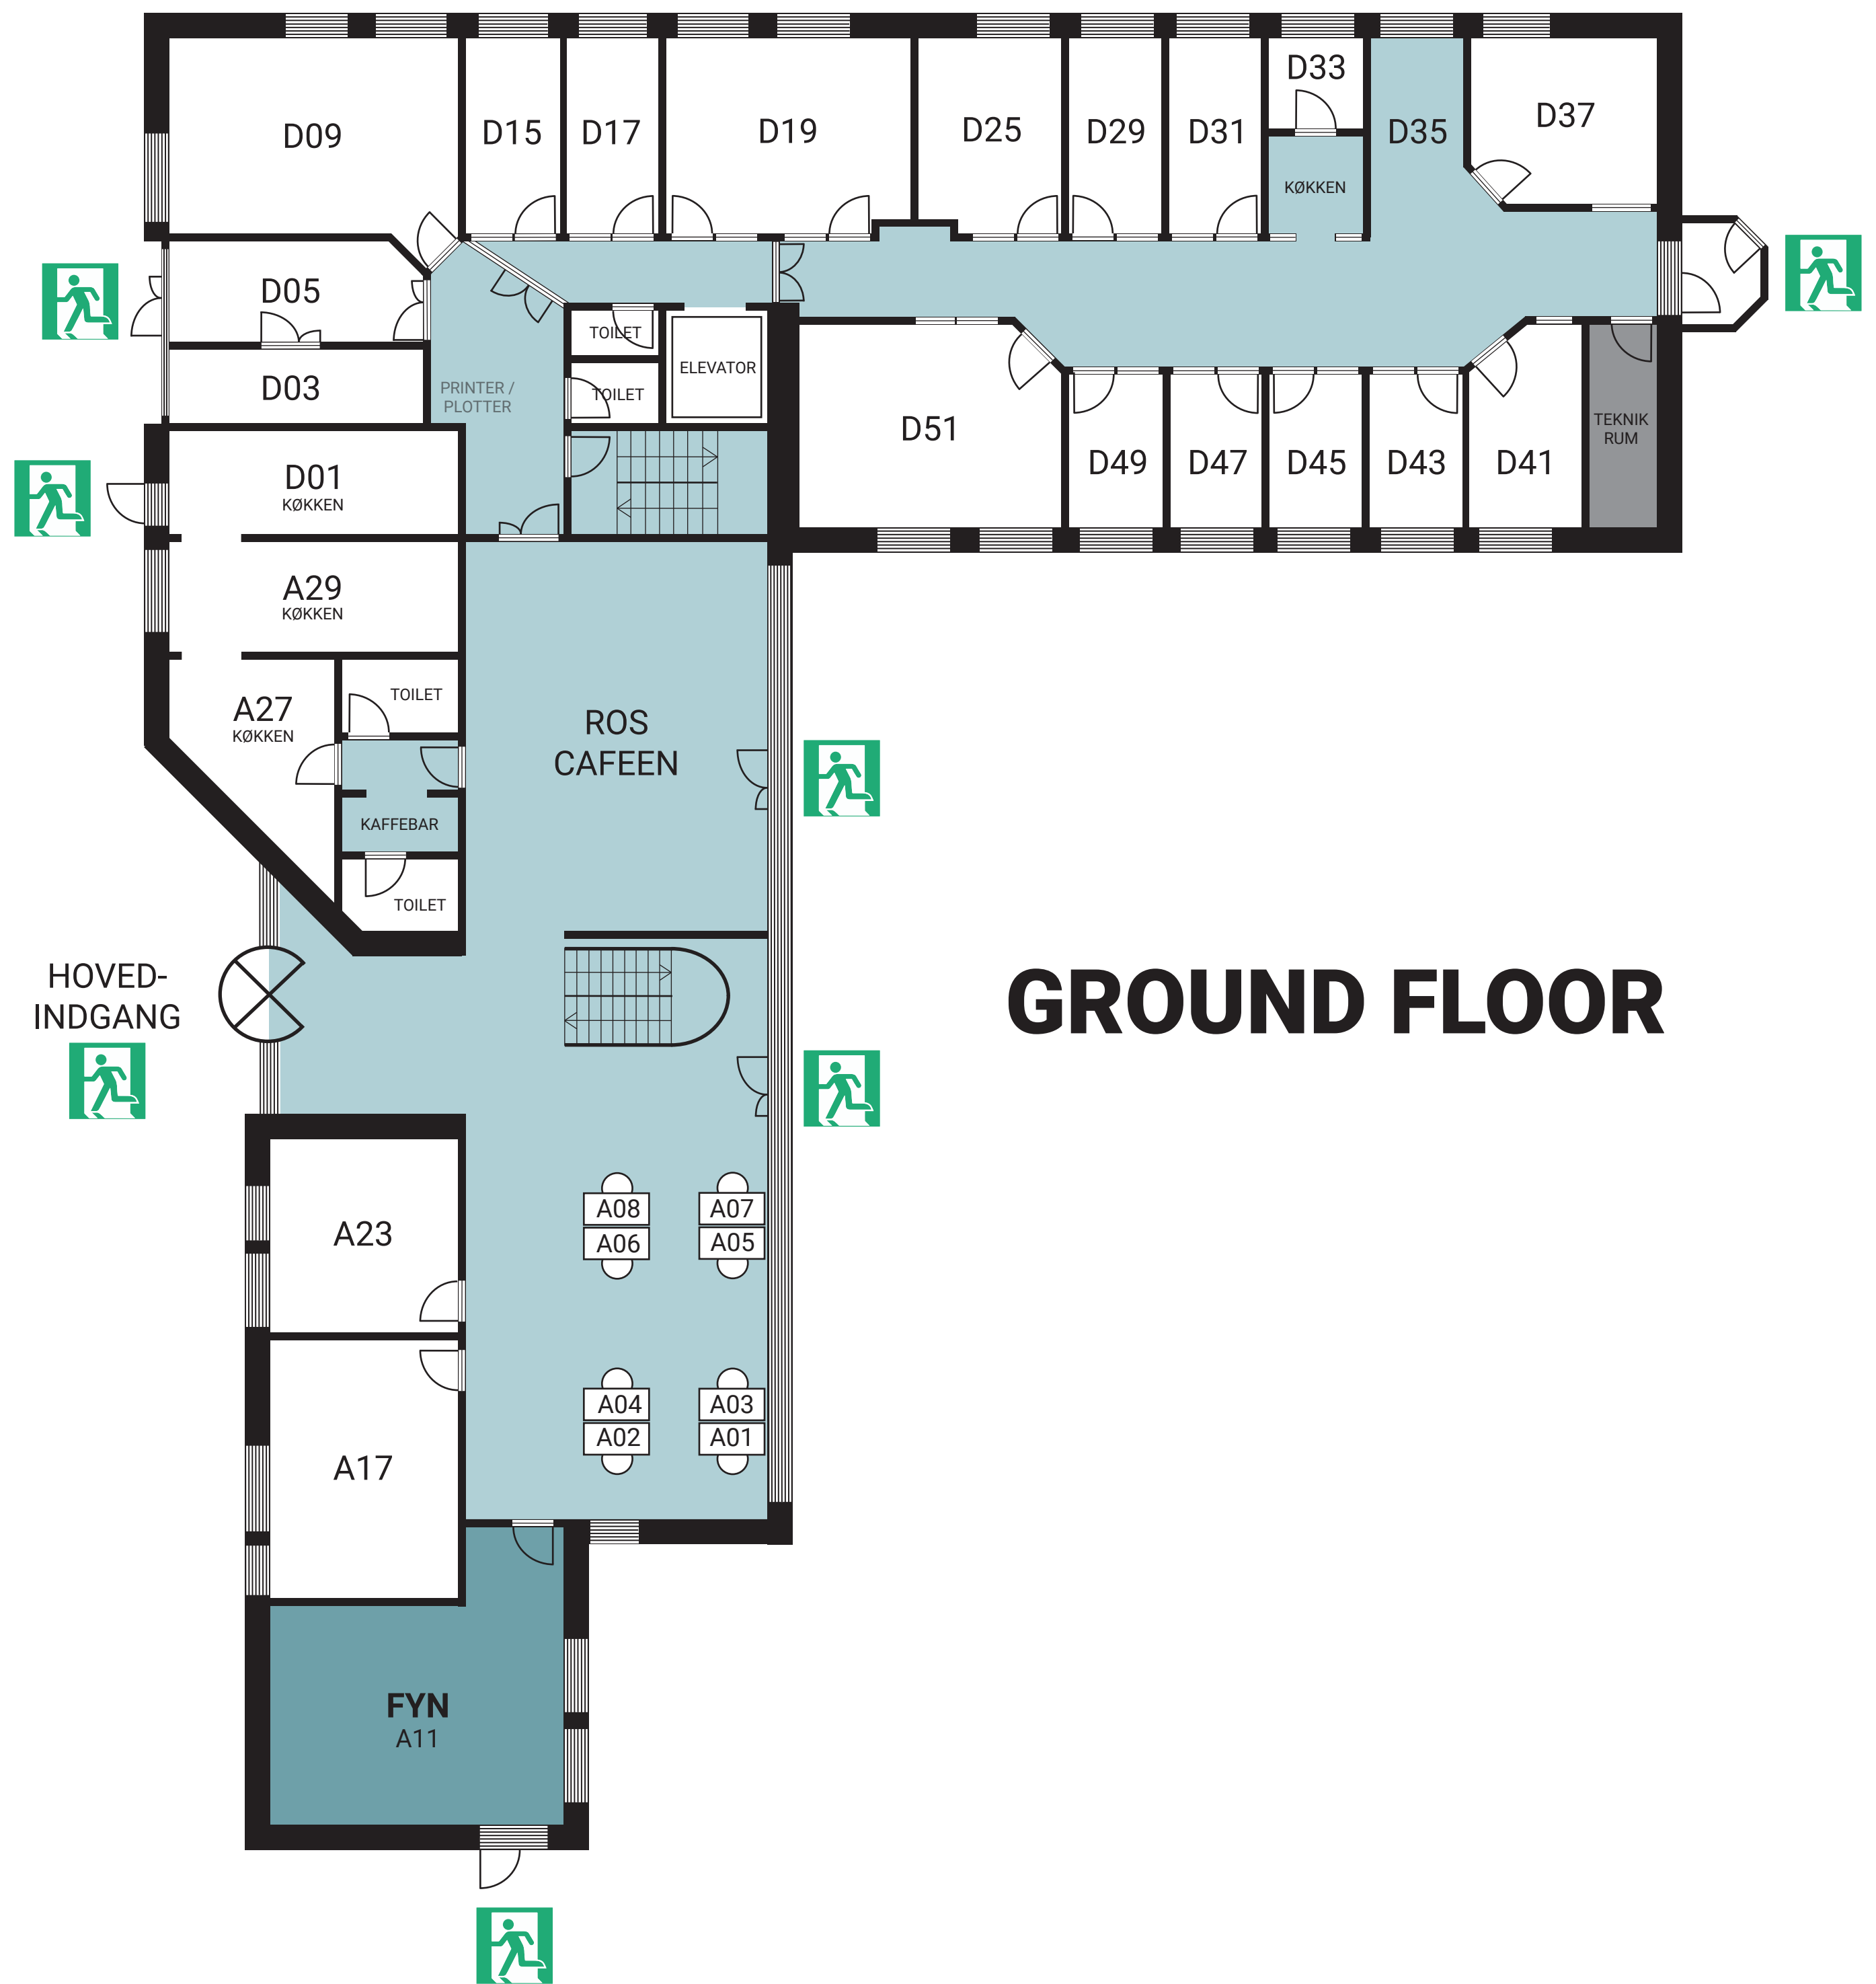 D09
D15
D17
D19
D25
D29
D31
D33
KØKKEN
D35
D37
D05
D03
PRINTER /
PLOTTER
TOILET
TOILET
ELEVATOR
D51
D49
D47
D45
D43
D41
TEKNIK
RUM
D01
KØKKEN
A29
KØKKEN
A27
KØKKEN
TOILET
KAFFEBAR
TOILET
ROS
CAFEEN
HOVED-
INDGANG
GROUND FLOOR
A23
A08
A07
A06
A05
A17
A04
A03
A02
A01
FYN
A11